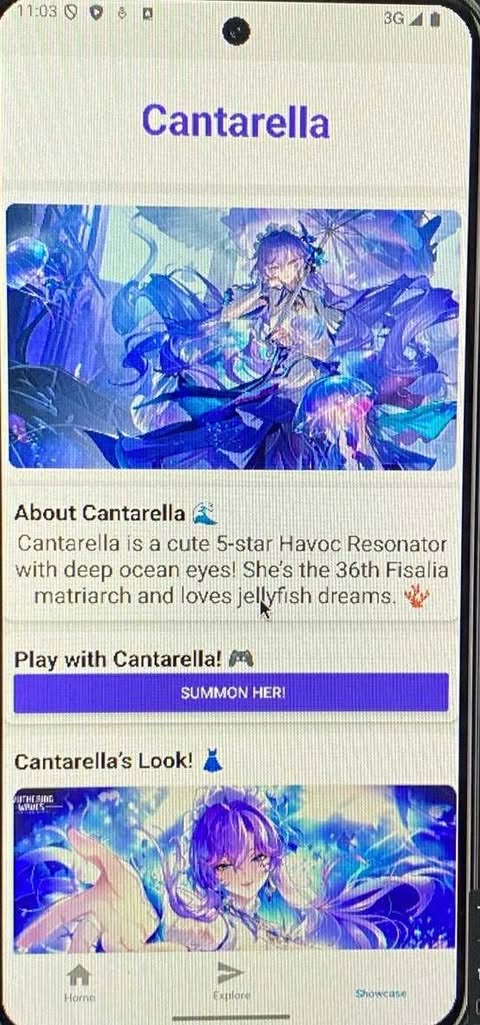 11:03
3G
Cantarella
About Cantarella 🌊
Cantarella is a cute 5-star Havoc Resonator
with deep ocean eyes! She's the 36th Fisalia
matriarch and loves jellyfish dreams. 🪸
Play with Cantarella! 🎮
SUMMON HER!
Cantarella's Look! 👗
WUTHERING
WAVES
Home
Explore
Showcase